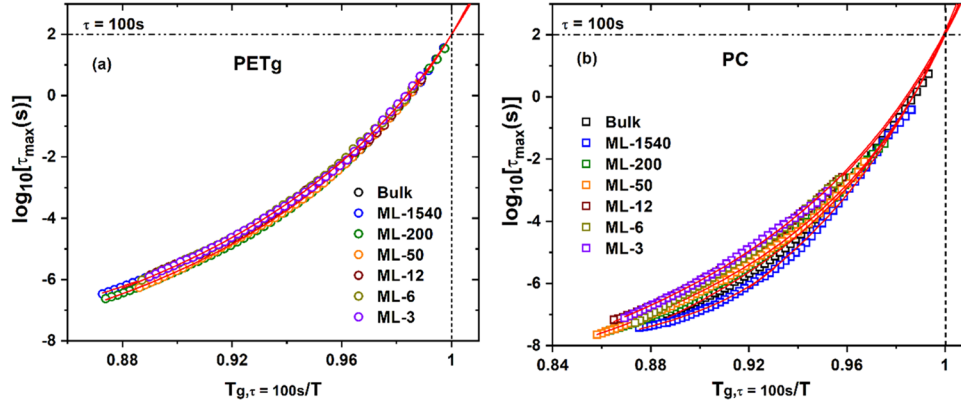 τ = 100s
(a)
PETg
log10[τmax(s)]
2
0
-2
-4
-6
-8
Bulk
ML-1540
ML-200
ML-50
ML-12
ML-6
ML-3
0.88
0.92
0.96
1
Tg,τ = 100s/T
τ = 100s
(b)
PC
log10[τmax(s)]
2
0
-2
-4
-6
-8
Bulk
ML-1540
ML-200
ML-50
ML-12
ML-6
ML-3
0.84
0.88
0.92
0.96
1
Tg,τ = 100s/T